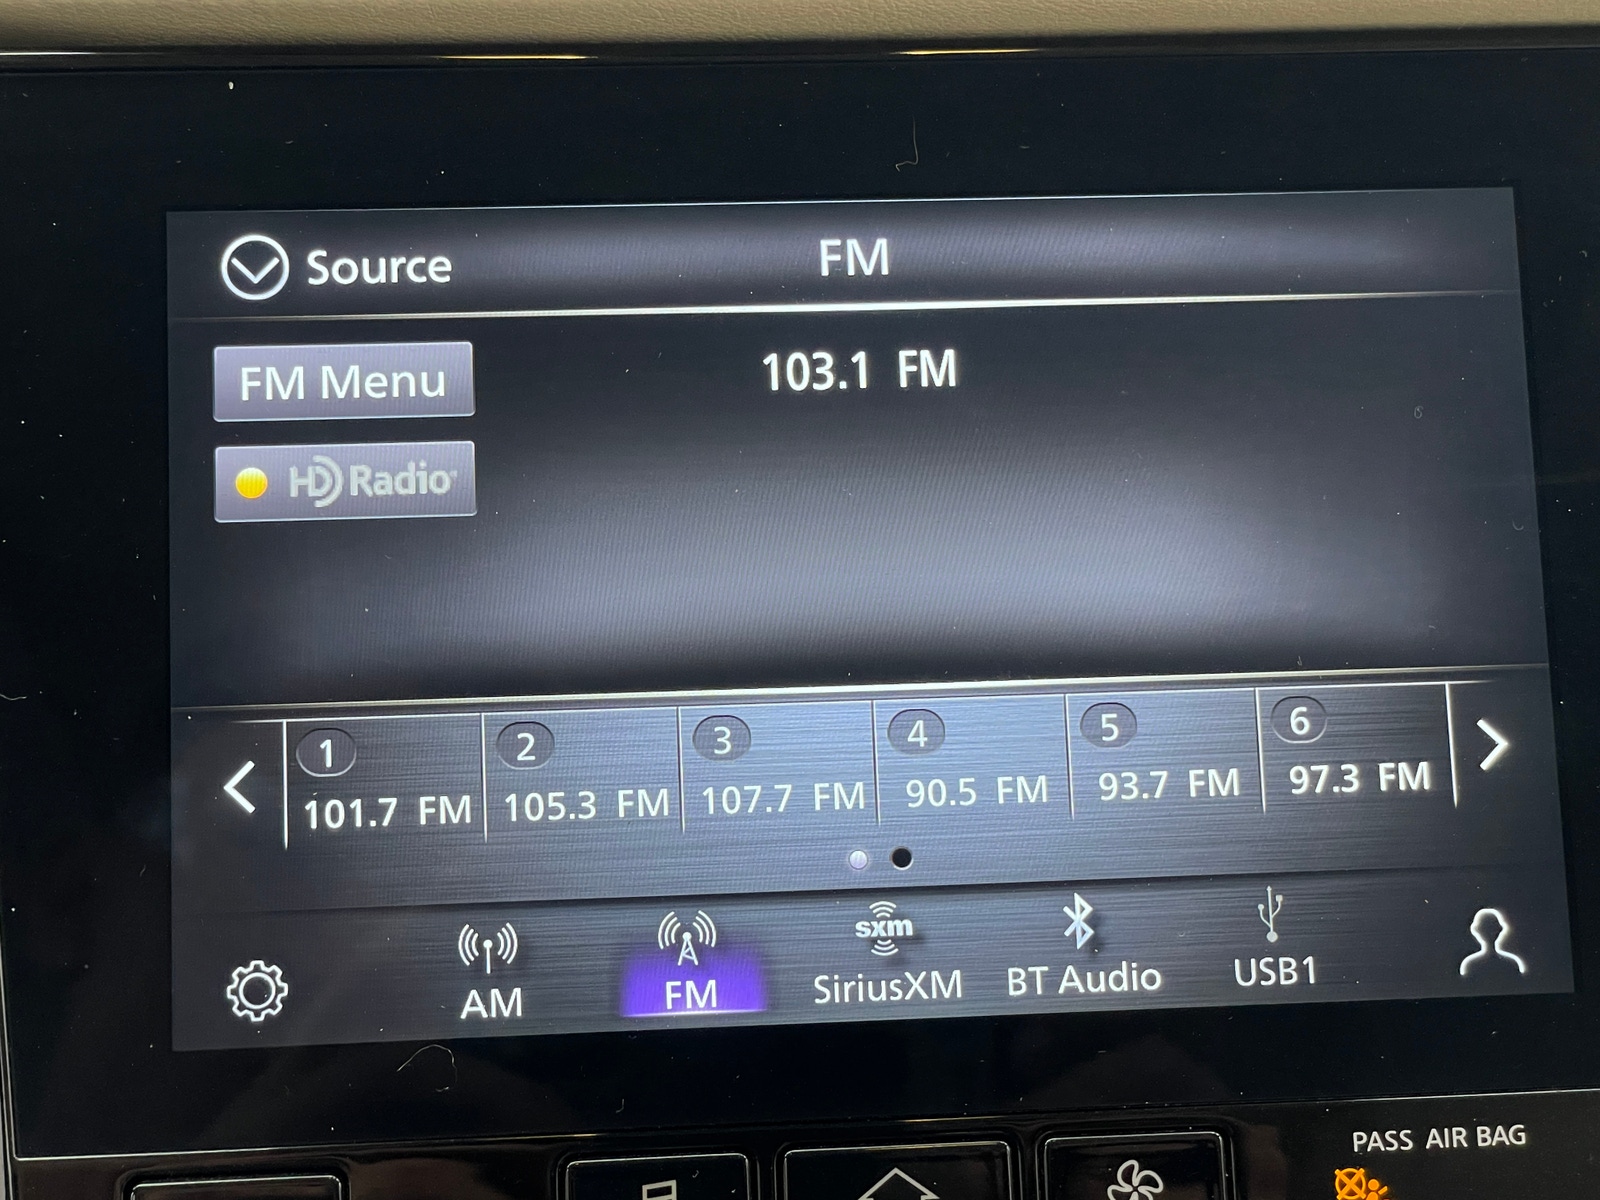 Source
FM
FM Menu
103.1 FM
HD Radio
1
2
3
4
5
6
101.7 FM
105.3 FM
107.7 FM
90.5 FM
93.7 FM
97.3 FM
AM
FM
sxm
SiriusXM
BT Audio
USB1
PASS AIR BAG